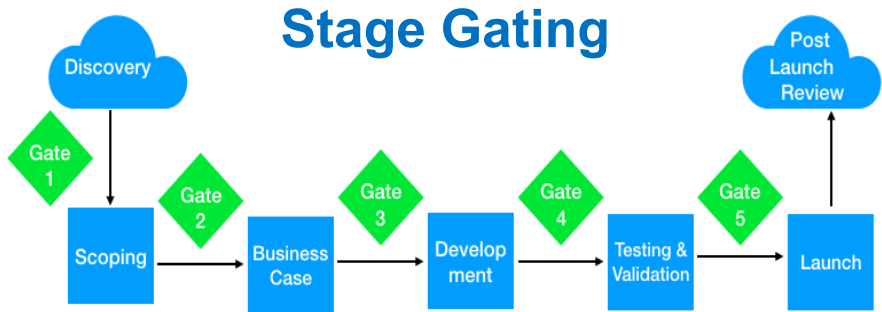 Stage Gating
Discovery
Post
Launch
Review
Gate
1
Gate
2
Gate
3
Gate
4
Gate
5
Scoping
Business
Case
Develop
ment
Testing &
Validation
Launch